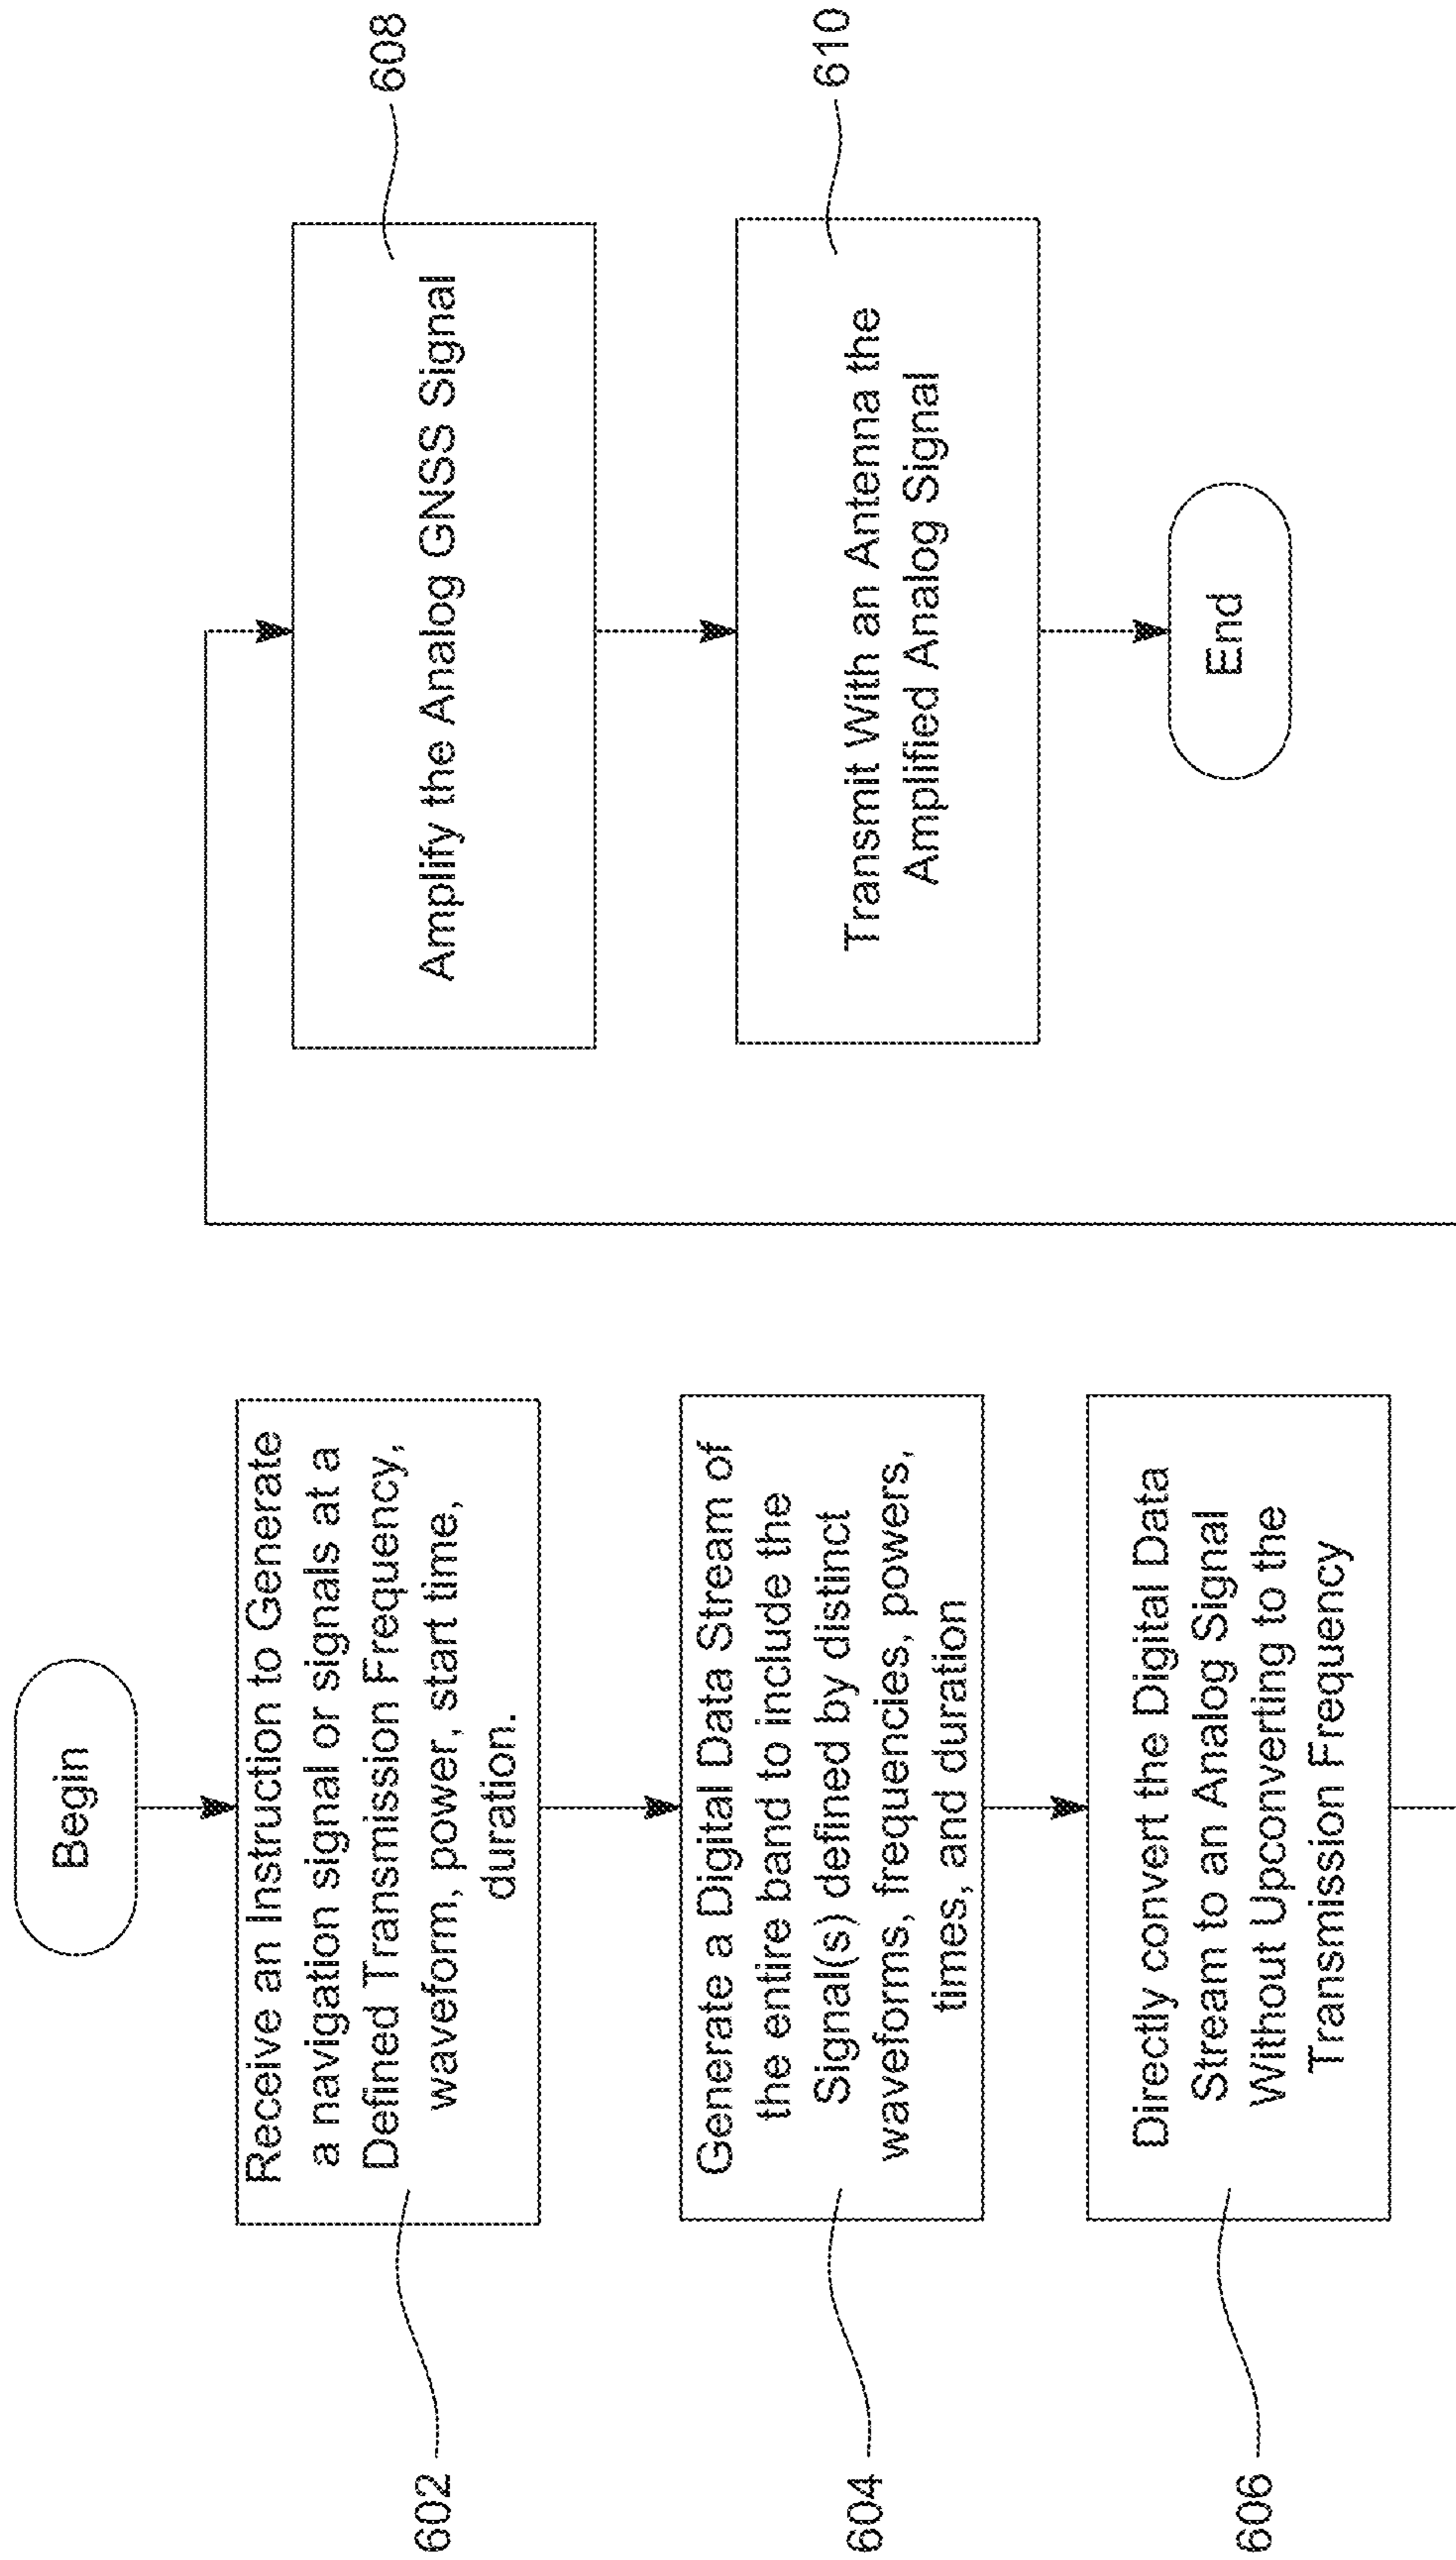 Begin
602
Receive an Instruction to Generate
a navigation signal or signals at a
Defined Transmission Frequency,
waveform, power, start time,
duration.
604
Generate a Digital Data Stream of
the entire band to include the
Signal(s) defined by distinct
waveforms, frequencies, powers,
times, and duration
606
Directly convert the Digital Data
Stream to an Analog Signal
Without Upconverting to the
Transmission Frequency
Amplify the Analog GNSS Signal
608
Transmit With an Antenna the
Amplified Analog Signal
610
End